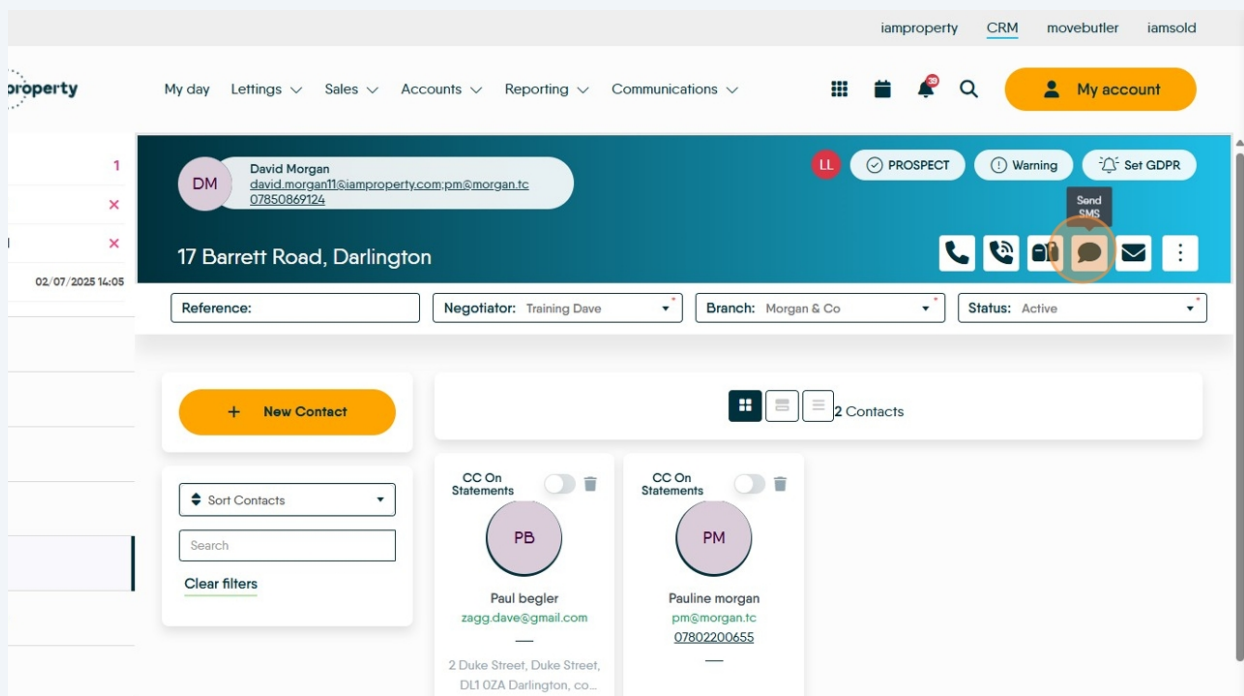 iamproperty CRM movebutler iamsold
property
My day Lettings Sales Accounts Reporting Communications
39
My account
1
02/07/2025 14:05
DM
David Morgan
david.morgan11@iamproperty.com;pm@morgan.tc
07850869124
LL
PROSPECT
Warning
Set GDPR
Send
SMS
17 Barrett Road, Darlington
Reference:
Negotiator: Training Dave *
Branch: Morgan & Co *
Status: Active *
+ New Contact
2 Contacts
Sort Contacts
Search
Clear filters
CC On
Statements
PB
Paul begler
zagg.dave@gmail.com
—
2 Duke Street, Duke Street,
DL1 0ZA Darlington, co...
CC On
Statements
PM
Pauline morgan
pm@morgan.tc
07802200655
—